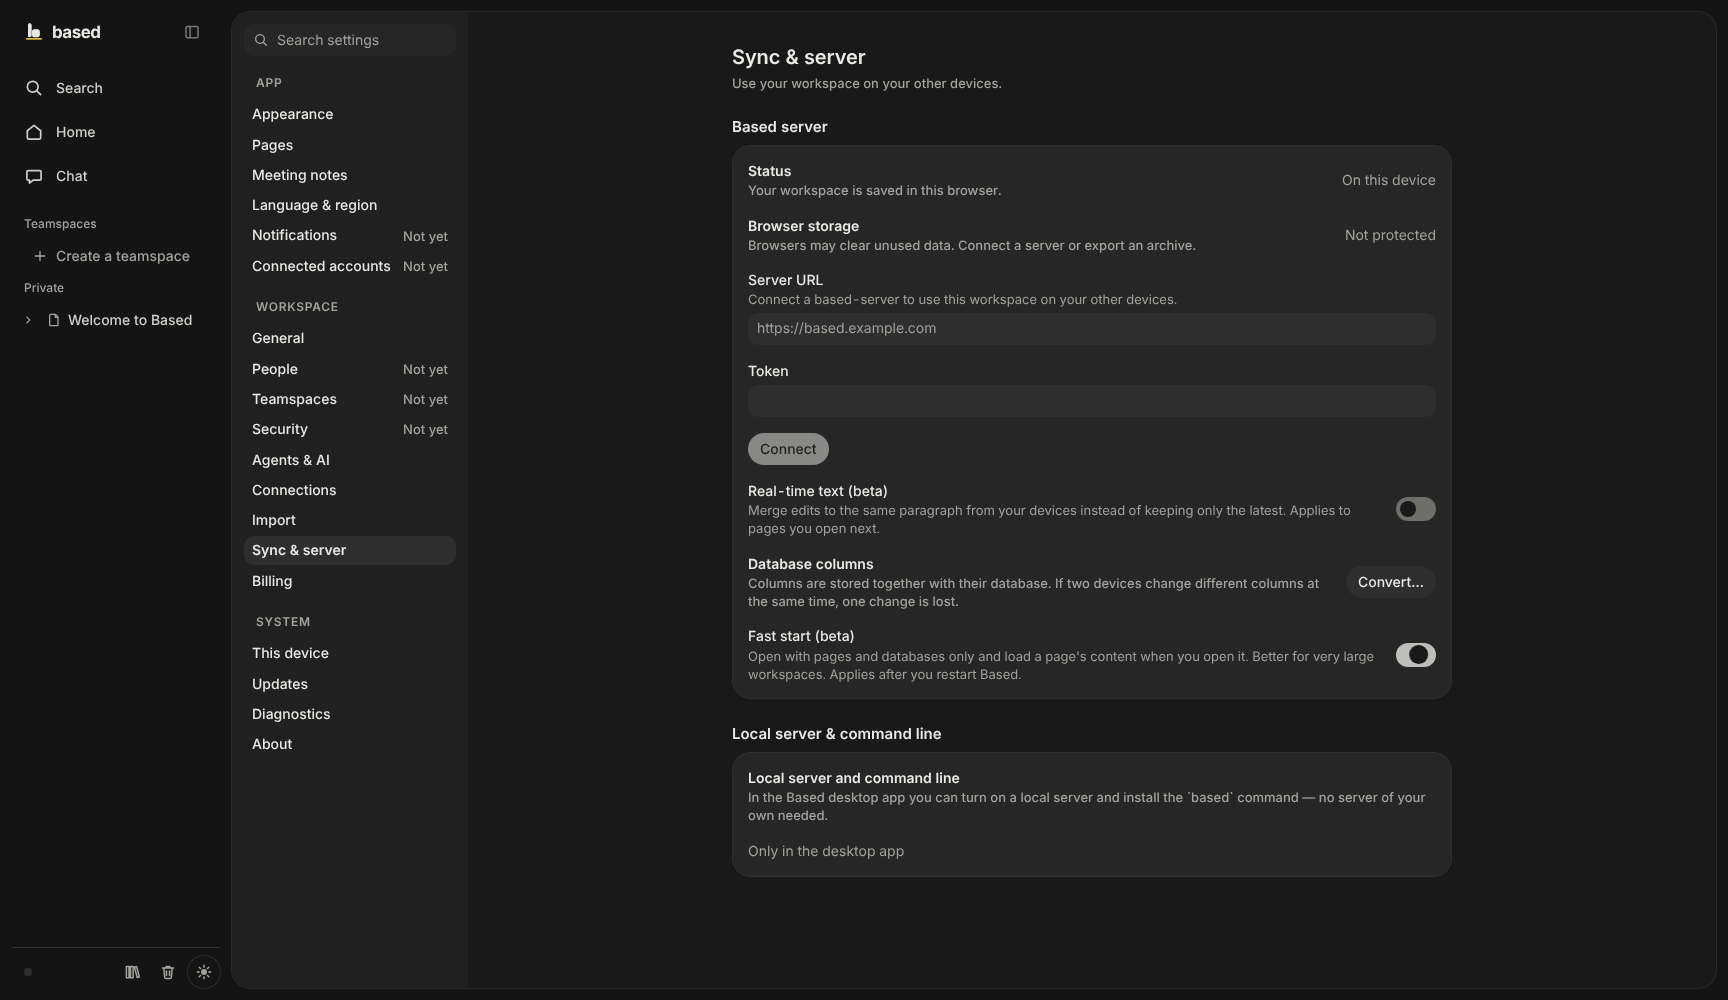 based
Search
Home
Chat
Teamspaces
Create a teamspace
Private
Welcome to Based
Search settings
APP
Appearance
Pages
Meeting notes
Language & region
Notifications Not yet
Connected accounts Not yet
WORKSPACE
General
People Not yet
Teamspaces Not yet
Security Not yet
Agents & AI
Connections
Import
Sync & server
Billing
SYSTEM
This device
Updates
Diagnostics
About
Sync & server
Use your workspace on your other devices.
Based server
Status
Your workspace is saved in this browser.
On this device
Browser storage
Browsers may clear unused data. Connect a server or export an archive.
Not protected
Server URL
Connect a based-server to use this workspace on your other devices.
https://based.example.com
Token
Connect
Real-time text (beta)
Merge edits to the same paragraph from your devices instead of keeping only the latest. Applies to
pages you open next.
Database columns
Columns are stored together with their database. If two devices change different columns at
the same time, one change is lost.
Convert...
Fast start (beta)
Open with pages and databases only and load a page's content when you open it. Better for very large
workspaces. Applies after you restart Based.
Local server & command line
Local server and command line
In the Based desktop app you can turn on a local server and install the `based` command — no server of your
own needed.
Only in the desktop app